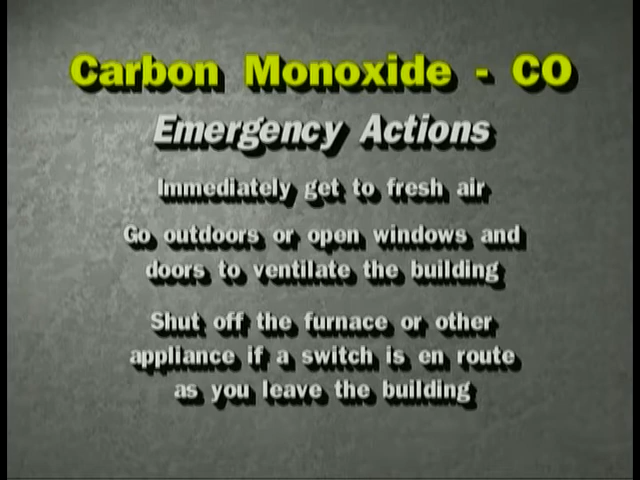 Carbon Monoxide - CO
Emergency Actions
Immediately get to fresh air
Go outdoors or open windows and
doors to ventilate the building
Shut off the furnace or other
appliance if a switch is en route
as you leave the building